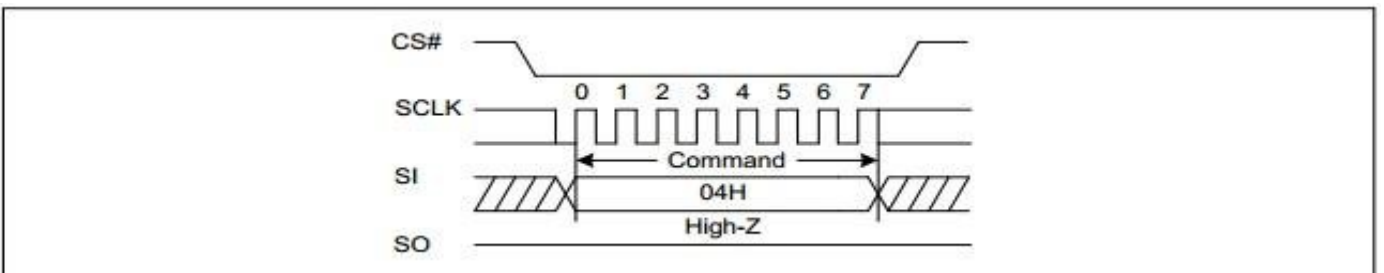 CS#
0 1 2 3 4 5 6 7
SCLK
Command
SI
04H
High-Z
SO